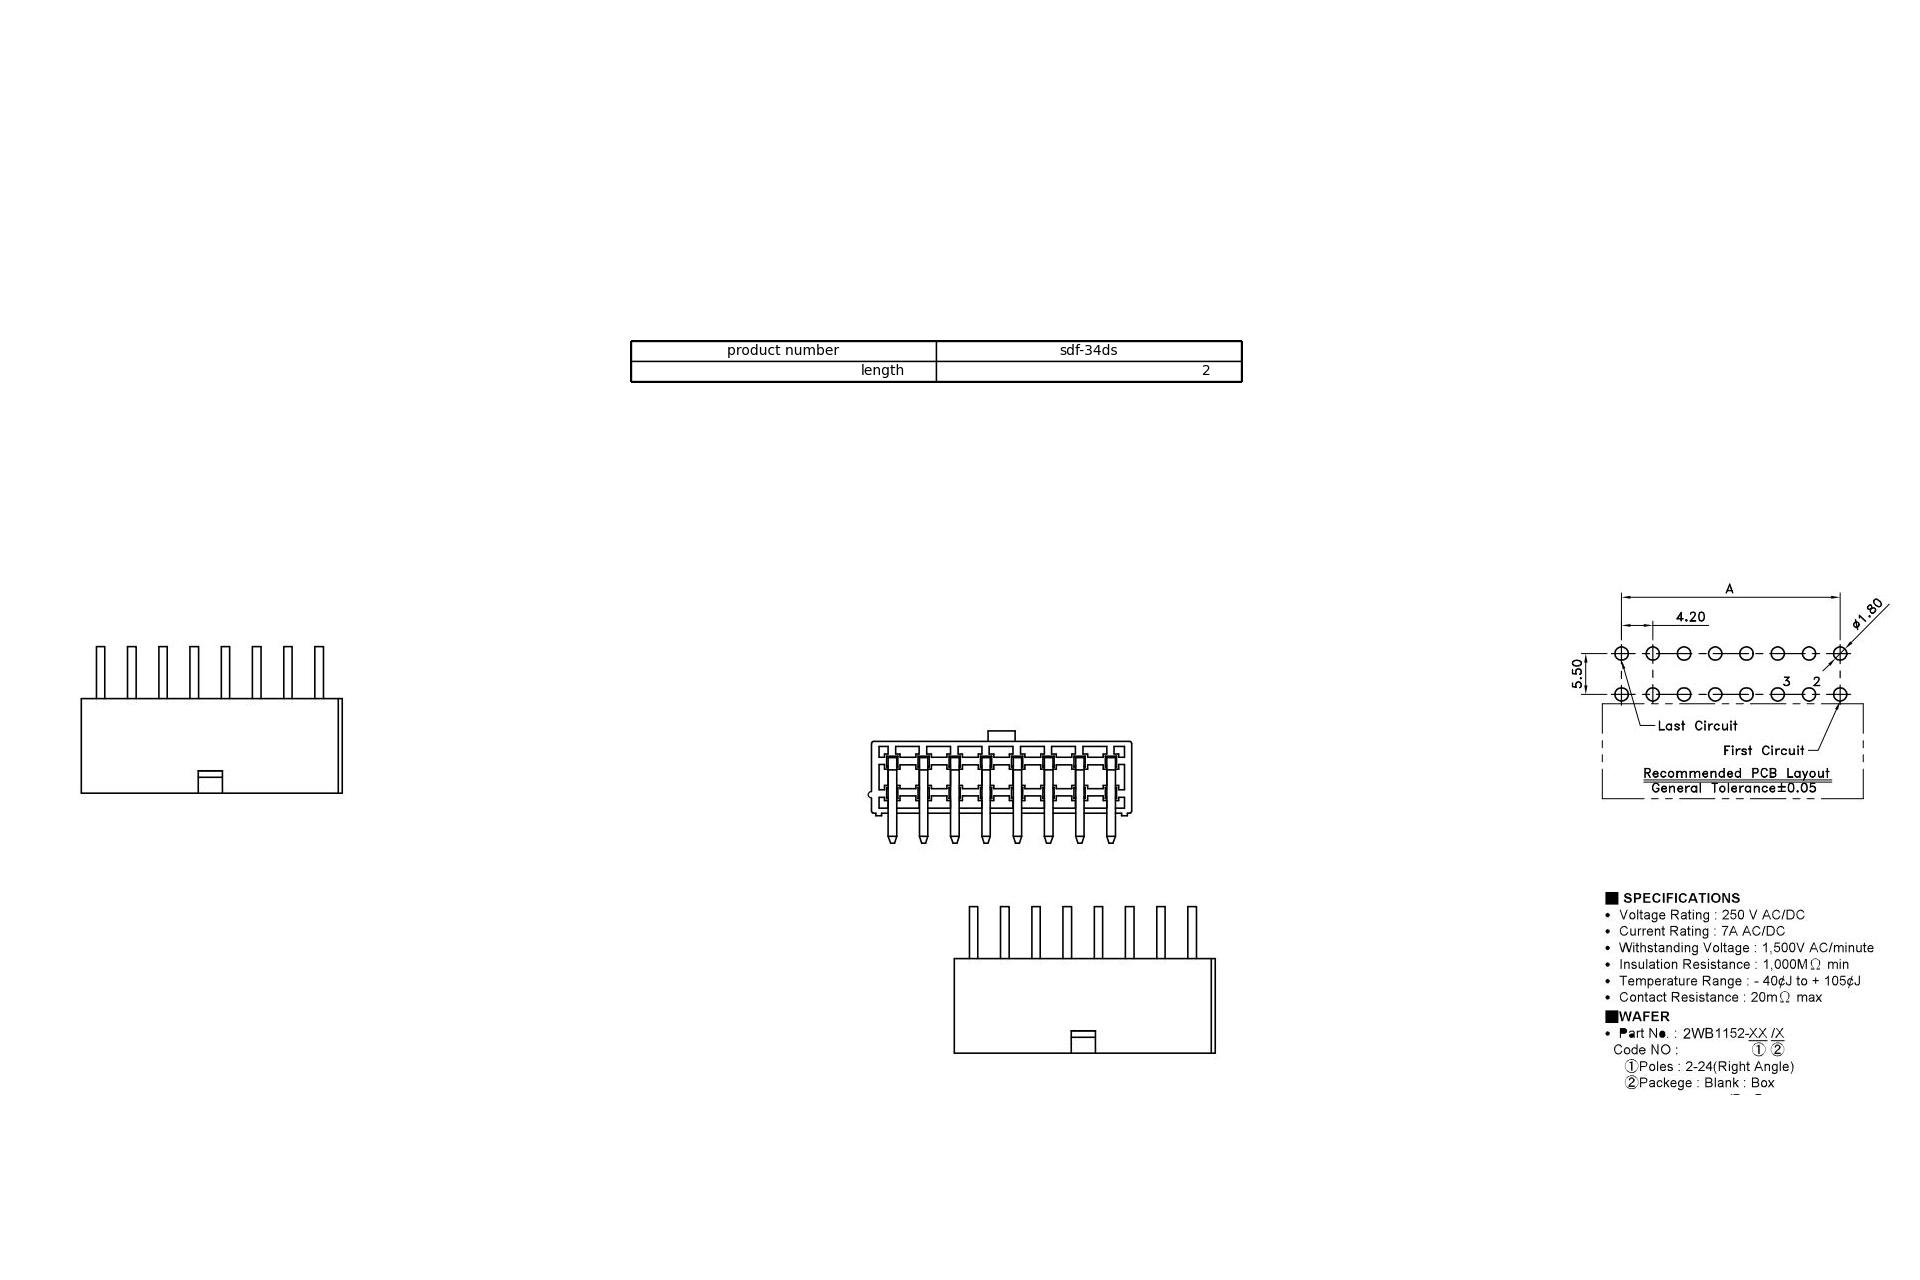 product number sdf-34ds
length 2
A
4.20
ø1.80
5.50
3 2
Last Circuit
First Circuit
Recommended PCB Layout
General Tolerance±0.05
■ SPECIFICATIONS
• Voltage Rating : 250 V AC/DC
• Current Rating : 7A AC/DC
• Withstanding Voltage : 1,500V AC/minute
• Insulation Resistance : 1,000MΩ min
• Temperature Range : - 40¢J to + 105¢J
• Contact Resistance : 20mΩ max
■WAFER
• Part No. : 2WB1152-XX /X
Code NO : ① ②
①Poles : 2-24(Right Angle)
②Packege : Blank : Box